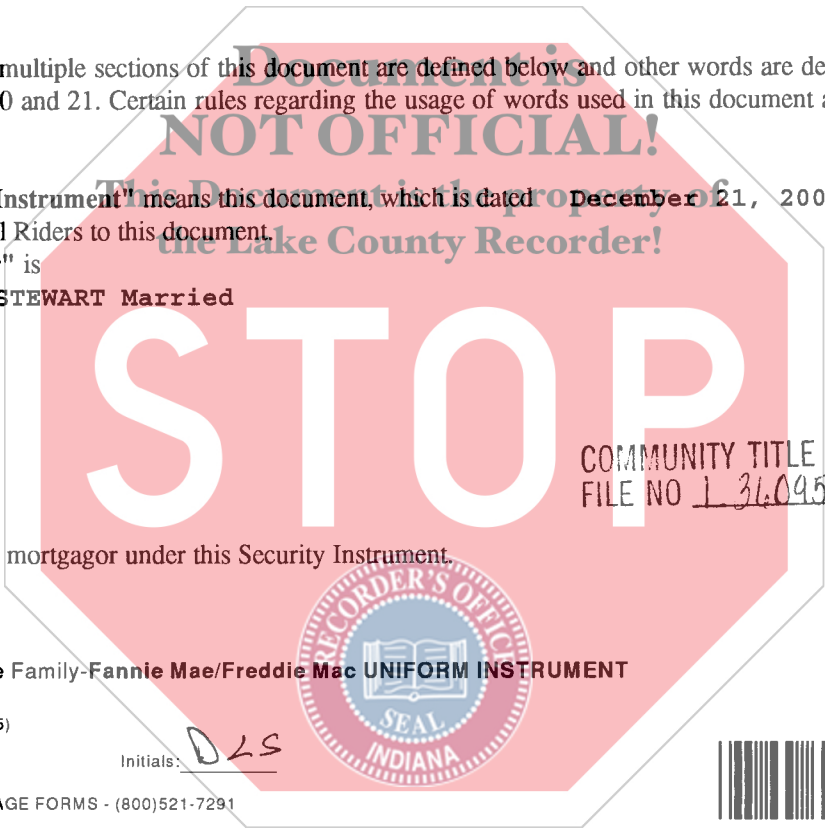 Document is
multiple sections of this document are defined below and other words are de
0 and 21. Certain rules regarding the usage of words used in this document a
NOT OFFICIAL!
This Document is the property of
Instrument" means this document, which is dated December 21, 200
l Riders to this document.
the Lake County Recorder!
" is
STEWART Married
STOP
COMMUNITY TITLE
FILE NO L 36095
mortgagor under this Security Instrument.
RECORDER'S OFFICE
SEAL
INDIANA
e Family-Fannie Mae/Freddie Mac UNIFORM INSTRUMENT
Initials: DLS
AGE FORMS - (800)521-7291